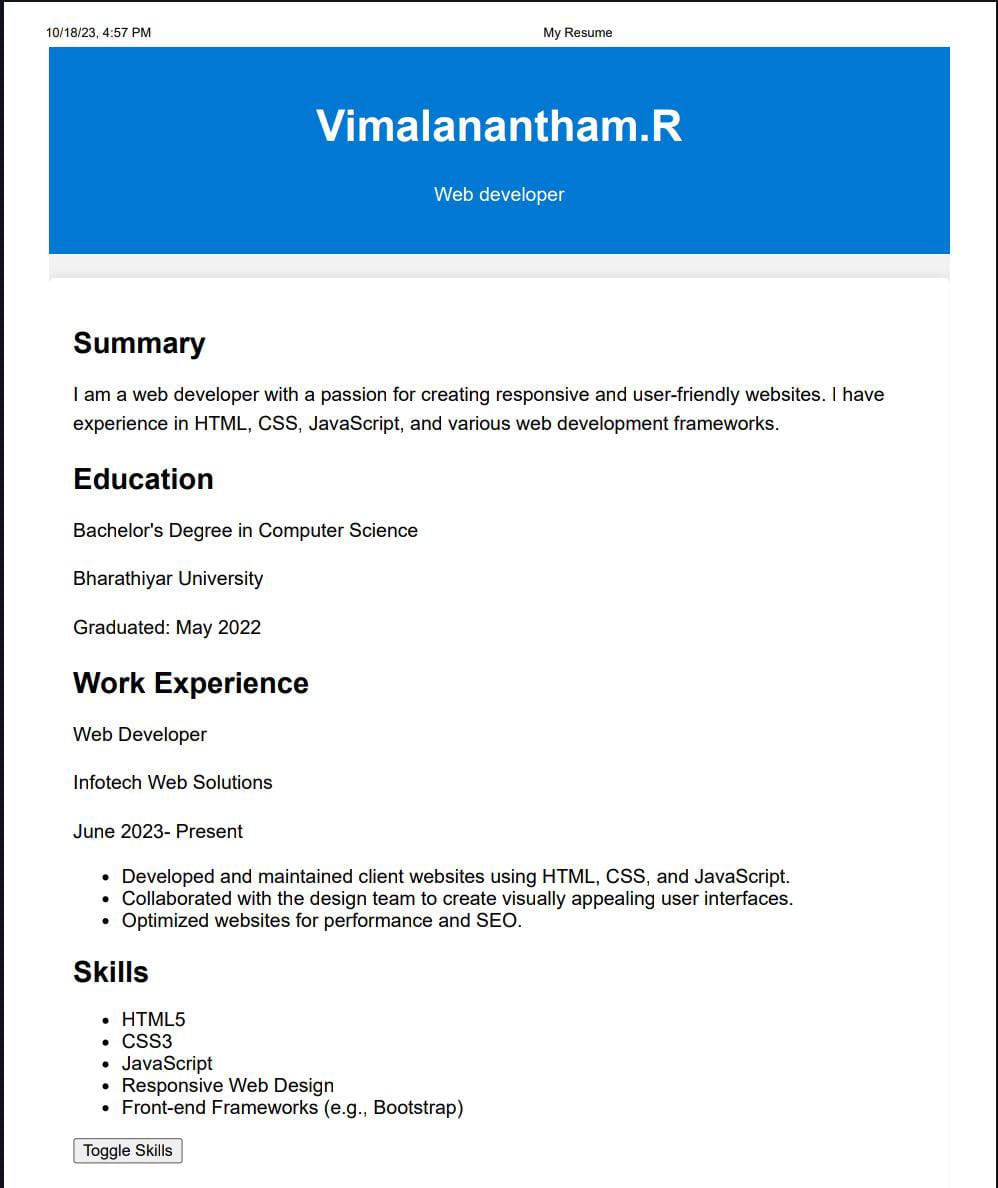 10/18/23, 4:57 PM My Resume
Vimalanantham.R
Web developer
Summary
I am a web developer with a passion for creating responsive and user-friendly websites. I have
experience in HTML, CSS, JavaScript, and various web development frameworks.
Education
Bachelor's Degree in Computer Science
Bharathiyar University
Graduated: May 2022
Work Experience
Web Developer
Infotech Web Solutions
June 2023- Present
• Developed and maintained client websites using HTML, CSS, and JavaScript.
• Collaborated with the design team to create visually appealing user interfaces.
• Optimized websites for performance and SEO.
Skills
• HTML5
• CSS3
• JavaScript
• Responsive Web Design
• Front-end Frameworks (e.g., Bootstrap)
Toggle Skills